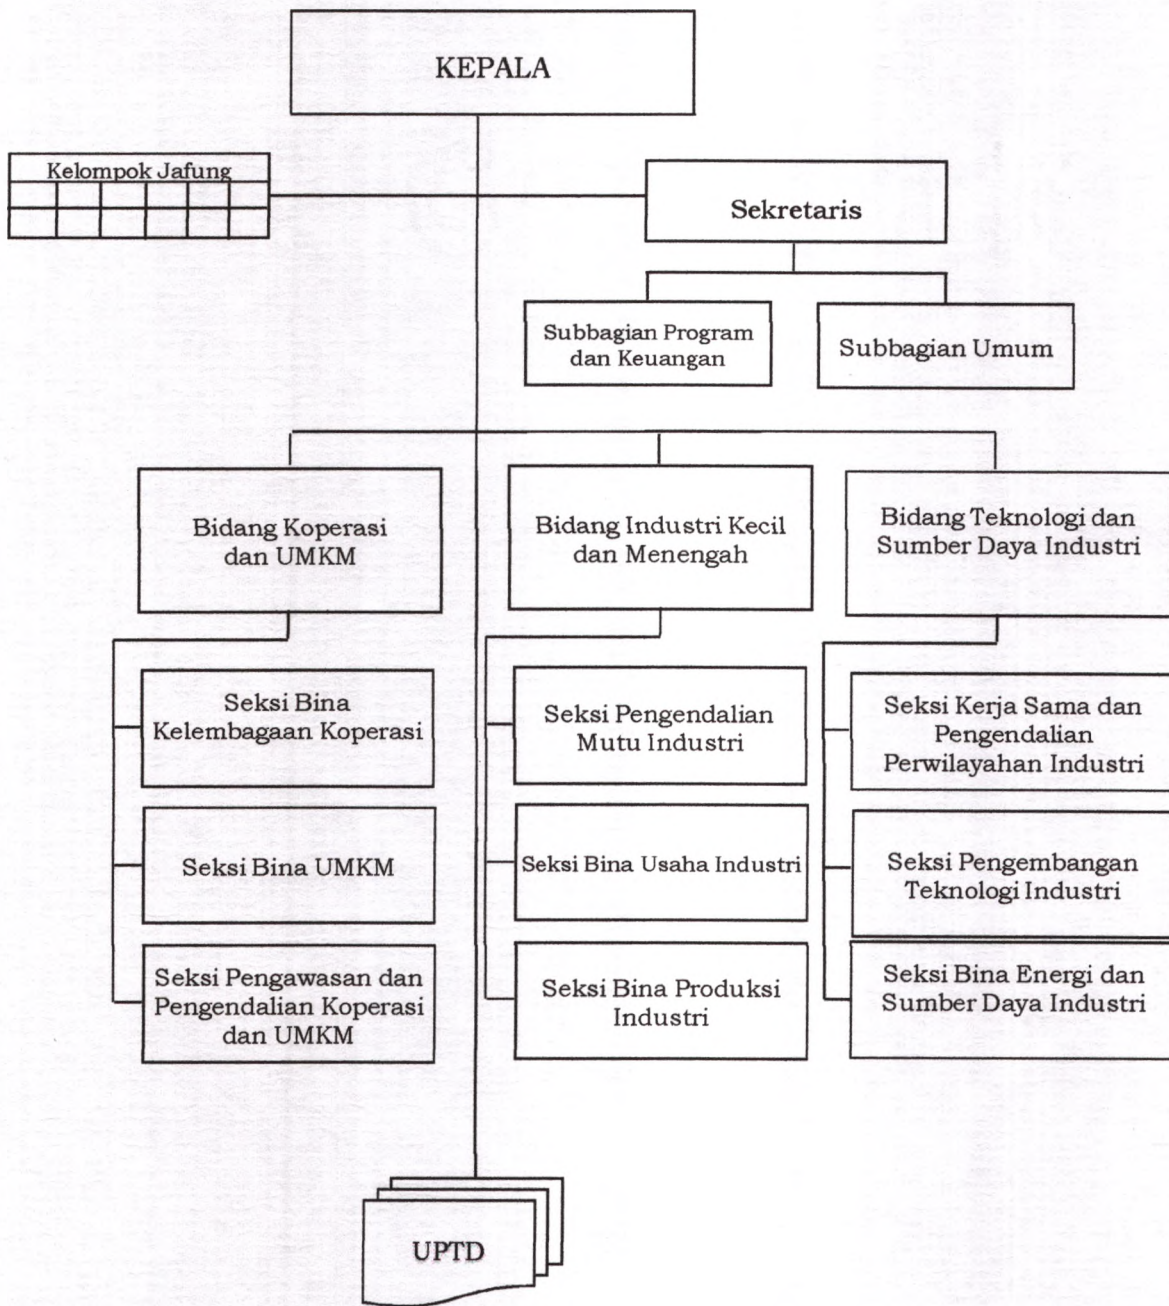 KEPALA
Kelompok Jafung
Sekretaris
Subbagian Program
dan Keuangan
Subbagian Umum
Bidang Koperasi
dan UMKM
Bidang Industri Kecil
dan Menengah
Bidang Teknologi dan
Sumber Daya Industri
Seksi Bina
Kelembagaan Koperasi
Seksi Pengendalian
Mutu Industri
Seksi Kerja Sama dan
Pengendalian
Perwilayahan Industri
Seksi Bina UMKM
Seksi Bina Usaha Industri
Seksi Pengembangan
Teknologi Industri
Seksi Pengawasan dan
Pengendalian Koperasi
dan UMKM
Seksi Bina Produksi
Industri
Seksi Bina Energi dan
Sumber Daya Industri
UPTD